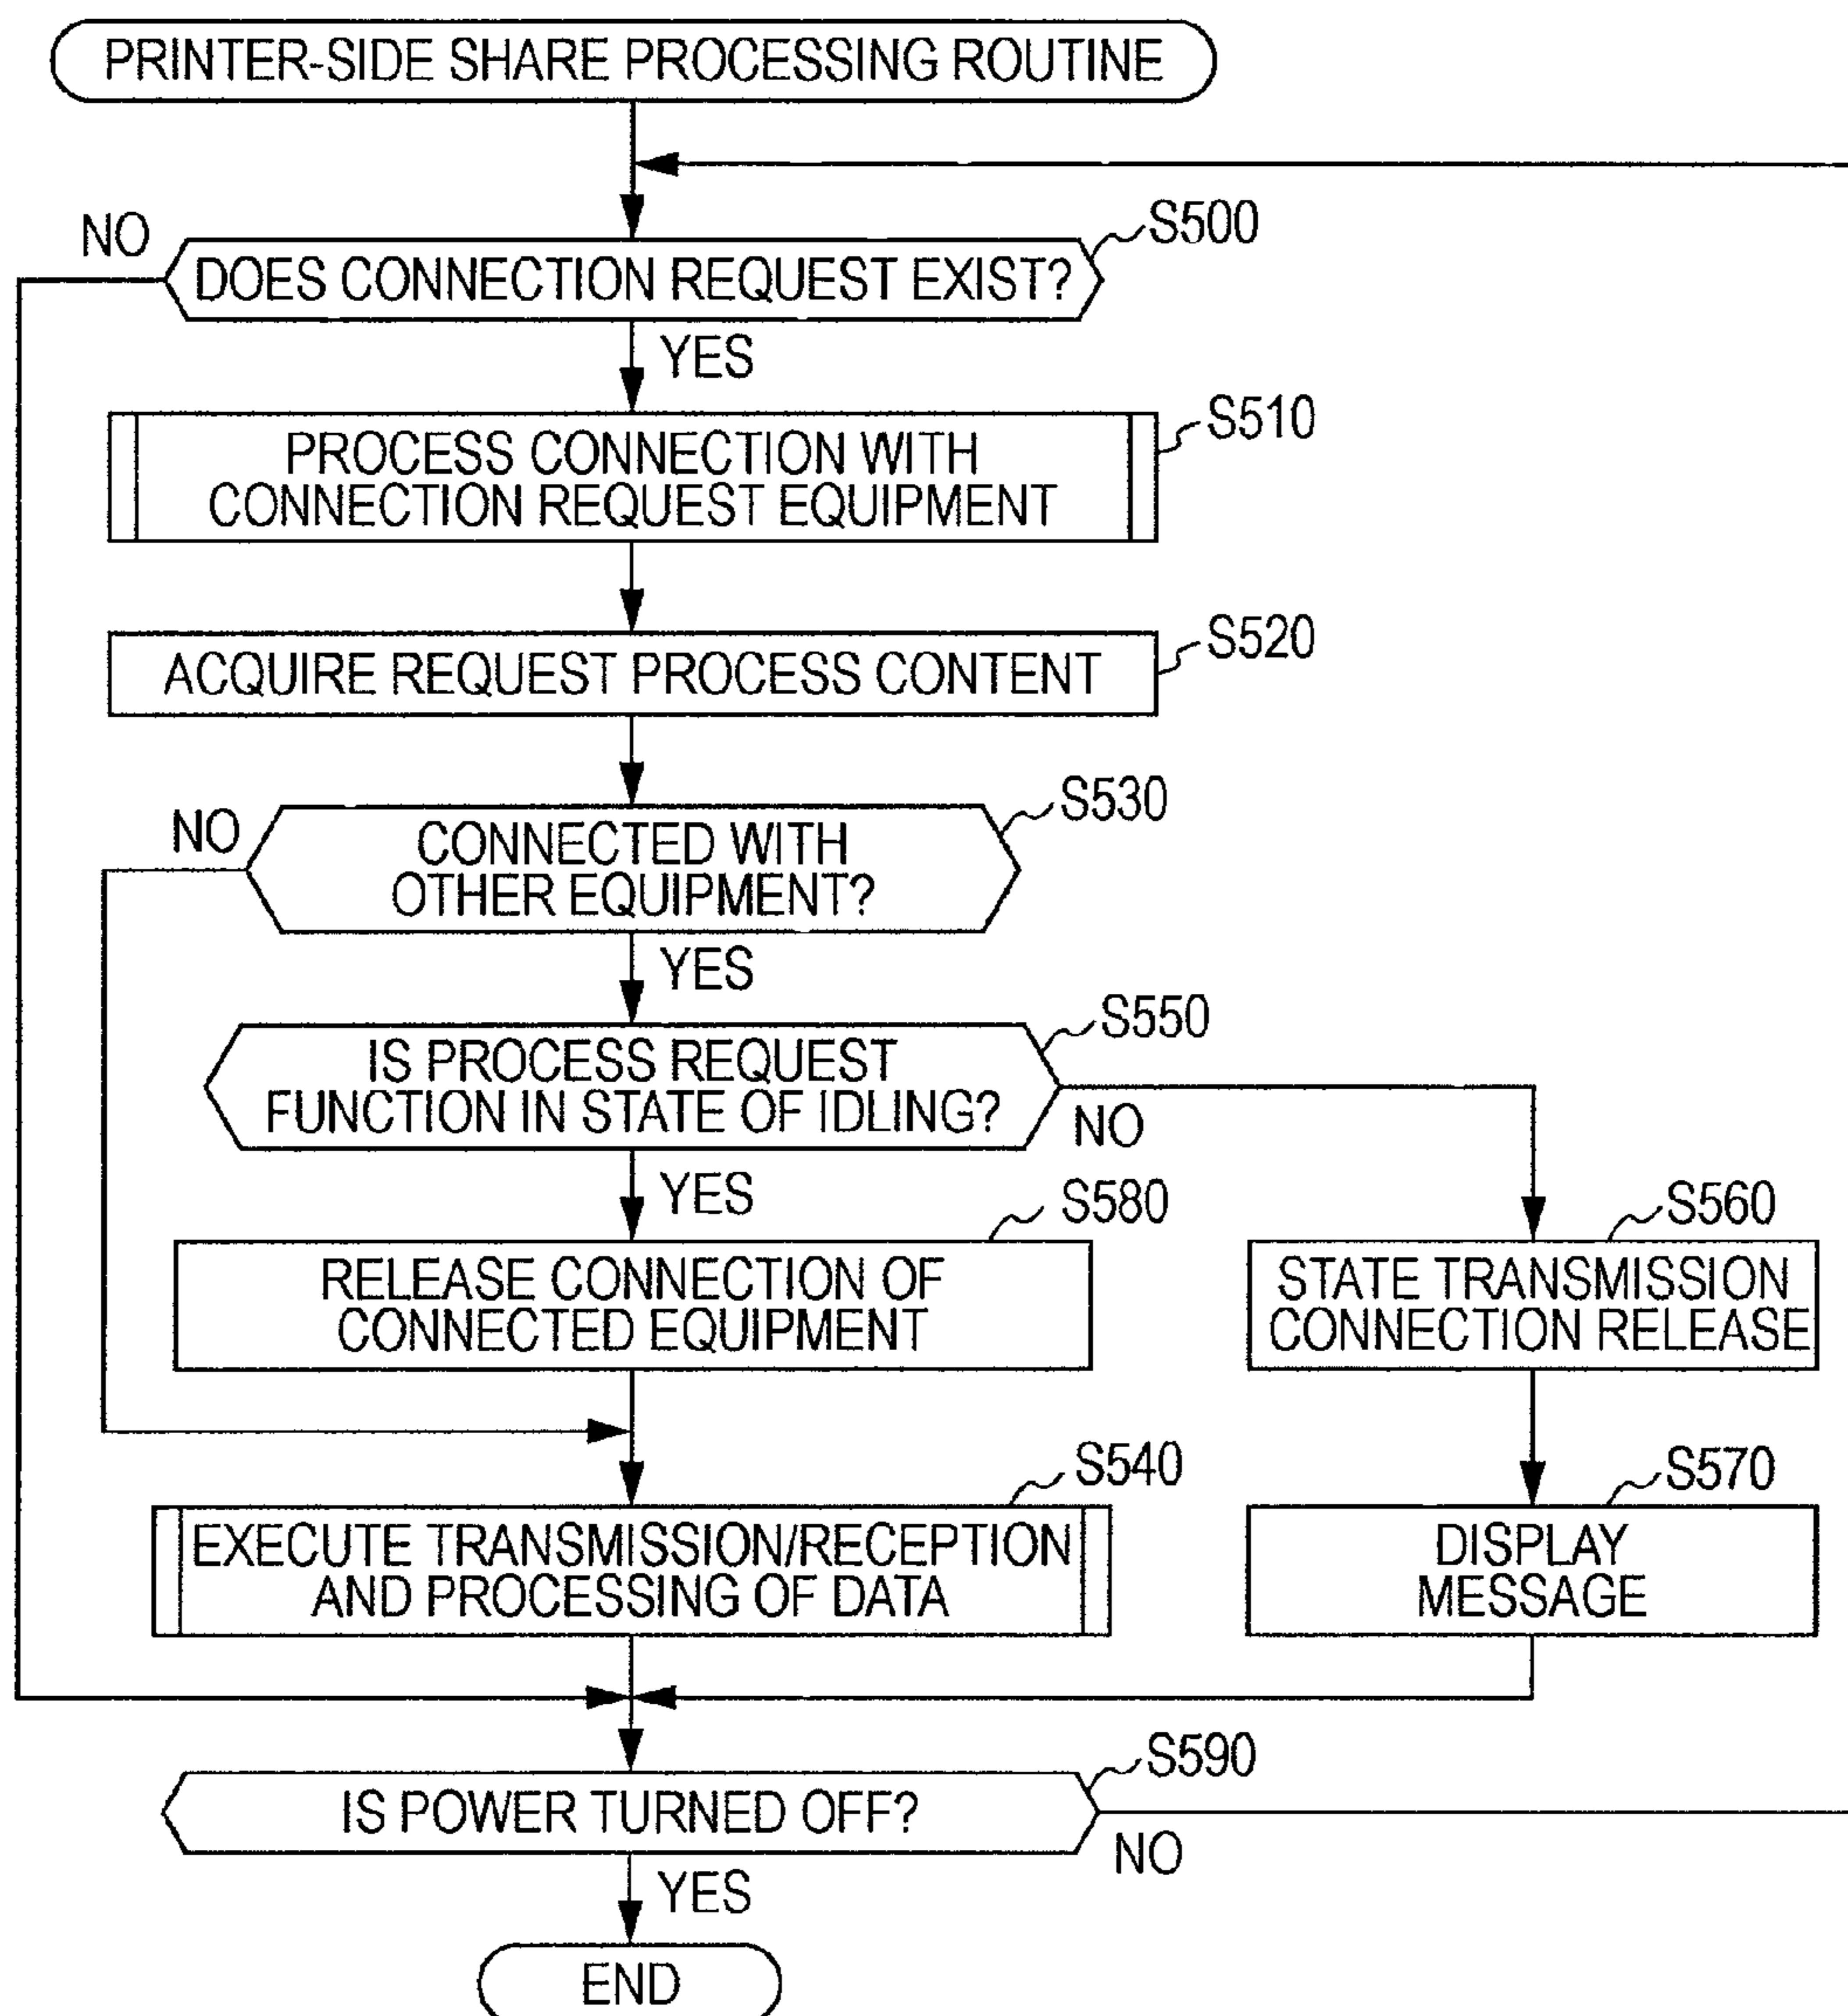 PRINTER-SIDE SHARE PROCESSING ROUTINE
NO
S500
DOES CONNECTION REQUEST EXIST?
YES
S510
PROCESS CONNECTION WITH
CONNECTION REQUEST EQUIPMENT
S520
ACQUIRE REQUEST PROCESS CONTENT
S530
NO
CONNECTED WITH
OTHER EQUIPMENT?
YES
S550
IS PROCESS REQUEST
FUNCTION IN STATE OF IDLING?
NO
YES
S580
S560
RELEASE CONNECTION OF
CONNECTED EQUIPMENT
STATE TRANSMISSION
CONNECTION RELEASE
S540
S570
EXECUTE TRANSMISSION/RECEPTION
AND PROCESSING OF DATA
DISPLAY
MESSAGE
S590
IS POWER TURNED OFF?
NO
YES
END